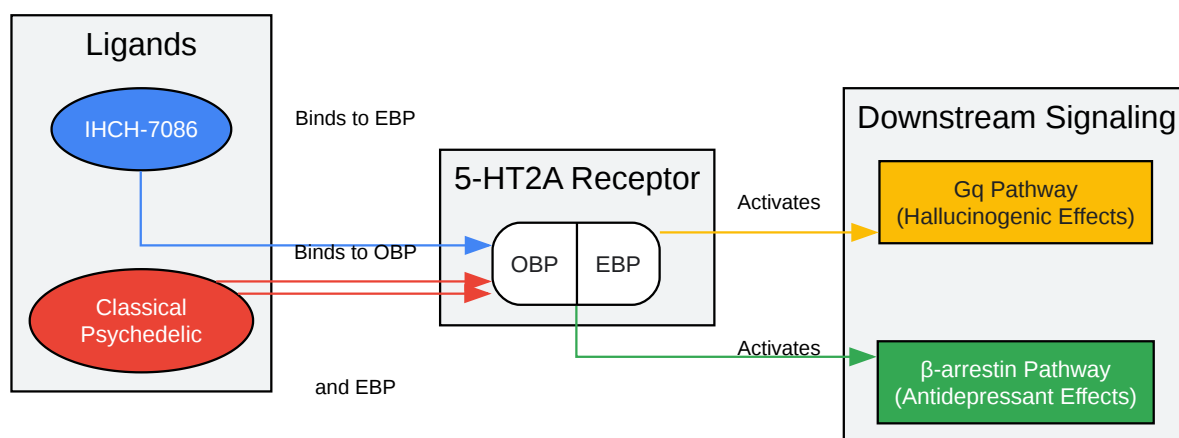 Ligands
IHCH-7086
Classical
Psychedelic
Binds to EBP
Binds to OBP
and EBP
5-HT2A Receptor
OBP
EBP
Activates
Activates
Downstream Signaling
Gq Pathway
(Hallucinogenic Effects)
β-arrestin Pathway
(Antidepressant Effects)